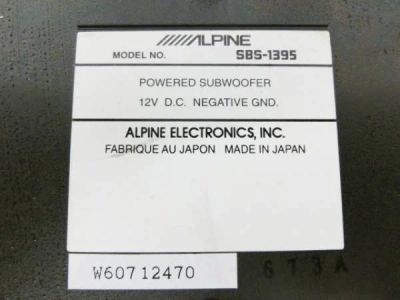 ALPINE
MODEL NO. SBS-1395
POWERED SUBWOOFER
12V D.C. NEGATIVE GND.
ALPINE ELECTRONICS, INC.
FABRIQUE AU JAPON MADE IN JAPAN
W60712470